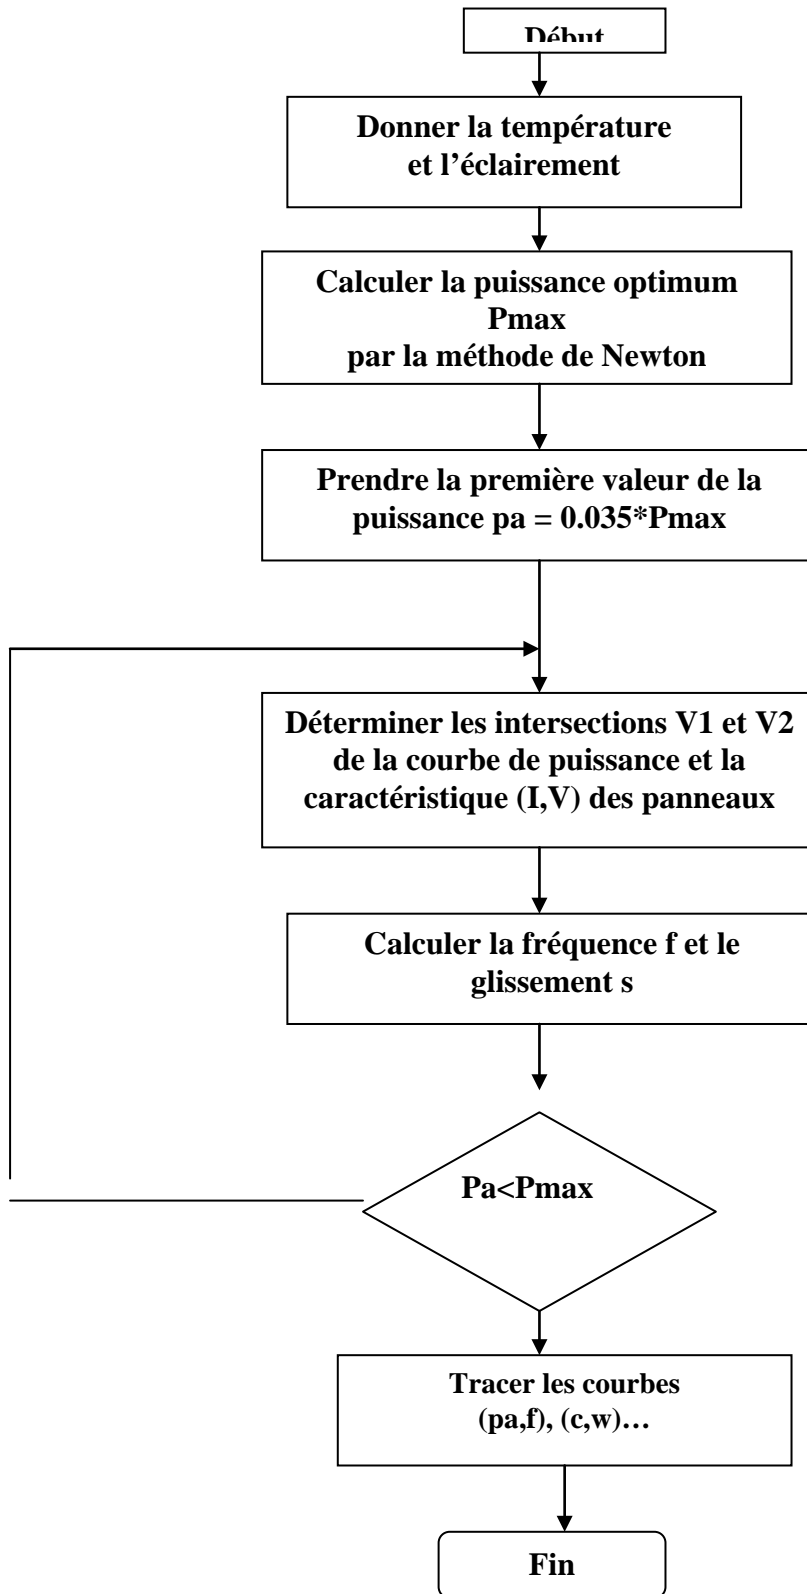 Début
Donner la température
et l’éclairement
Calculer la puissance optimum
Pmax
par la méthode de Newton
Prendre la première valeur de la
puissance pa = 0.035*Pmax
Déterminer les intersections V1 et V2
de la courbe de puissance et la
caractéristique (I,V) des panneaux
Calculer la fréquence f et le
glissement s
Pa<Pmax
Tracer les courbes
(pa,f), (c,w)…
Fin